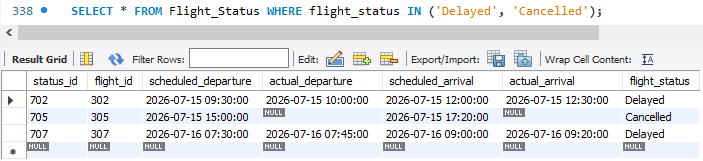 338 SELECT * FROM Flight_Status WHERE flight_status IN ('Delayed', 'Cancelled');
Result Grid Filter Rows: Edit: Export/Import: Wrap Cell Content:
status_id flight_id scheduled_departure actual_departure scheduled_arrival actual_arrival flight_status
702 302 2026-07-15 09:30:00 2026-07-15 10:00:00 2026-07-15 12:00:00 2026-07-15 12:30:00 Delayed
705 305 2026-07-15 15:00:00 NULL 2026-07-15 17:20:00 NULL Cancelled
707 307 2026-07-16 07:30:00 2026-07-16 07:45:00 2026-07-16 09:00:00 2026-07-16 09:20:00 Delayed
NULL NULL NULL NULL NULL NULL NULL